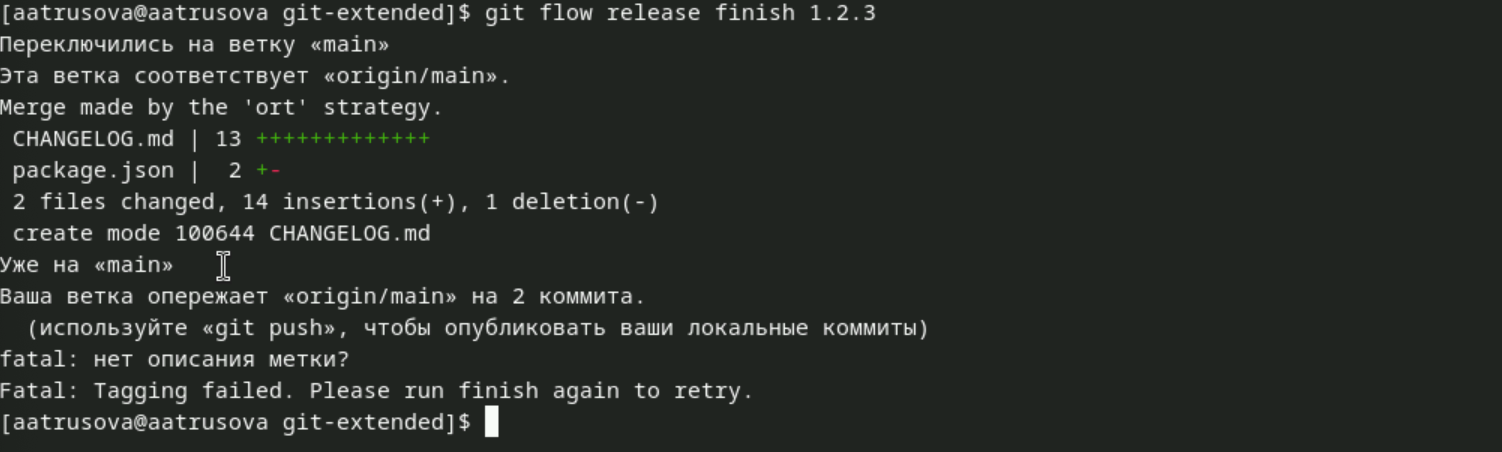 [aatrusova@aatrusova git-extended]$ git flow release finish 1.2.3
Переключились на ветку «main»
Эта ветка соответствует «origin/main».
Merge made by the 'ort' strategy.
 CHANGELOG.md | 13 +++++++++++++
 package.json |  2 +-
 2 files changed, 14 insertions(+), 1 deletion(-)
 create mode 100644 CHANGELOG.md
Уже на «main»
Ваша ветка опережает «origin/main» на 2 коммита.
  (используйте «git push», чтобы опубликовать ваши локальные коммиты)
fatal: нет описания метки?
Fatal: Tagging failed. Please run finish again to retry.
[aatrusova@aatrusova git-extended]$